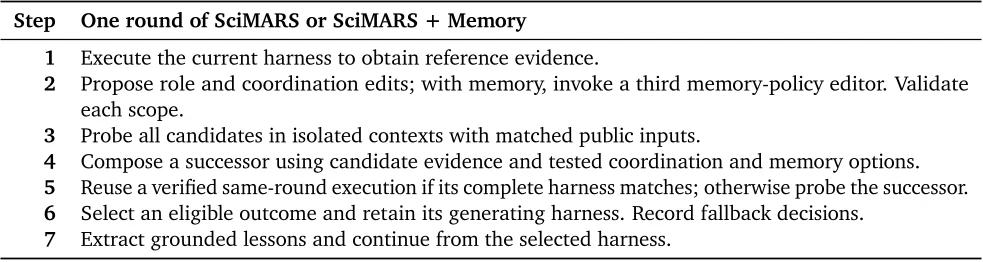 Step One round of SciMARS or SciMARS + Memory
1 Execute the current harness to obtain reference evidence.
2 Propose role and coordination edits; with memory, invoke a third memory-policy editor. Validate
each scope.
3 Probe all candidates in isolated contexts with matched public inputs.
4 Compose a successor using candidate evidence and tested coordination and memory options.
5 Reuse a verified same-round execution if its complete harness matches; otherwise probe the successor.
6 Select an eligible outcome and retain its generating harness. Record fallback decisions.
7 Extract grounded lessons and continue from the selected harness.